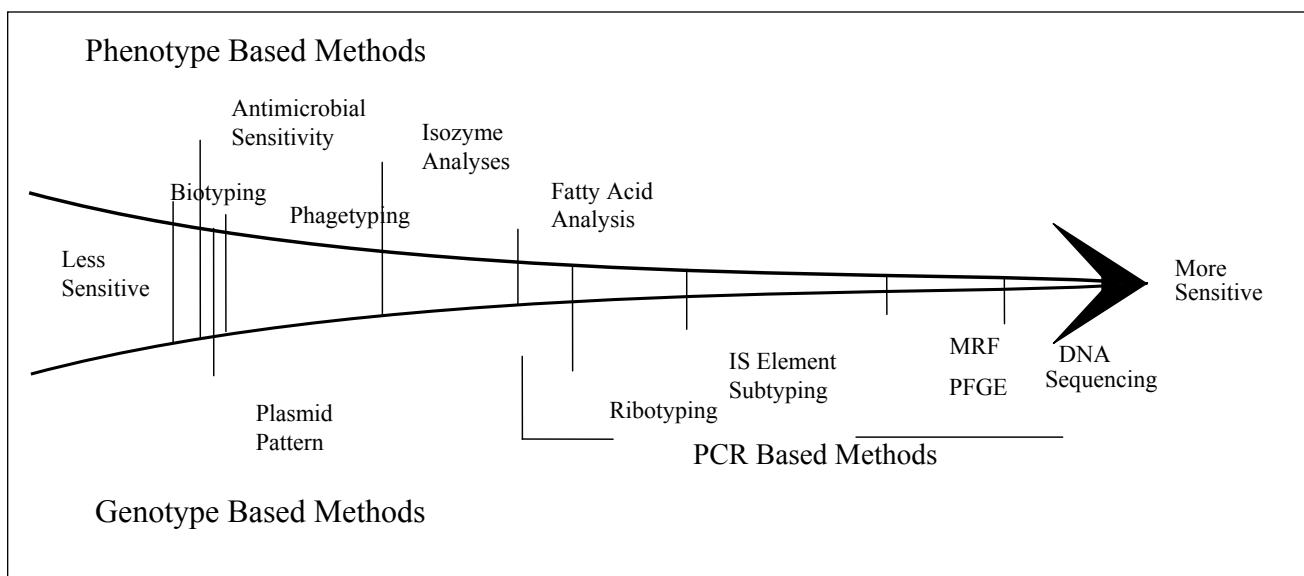 Phenotype Based Methods
Antimicrobial
Sensitivity
Isozyme
Analyses
Biotyping
Phagetyping
Fatty Acid
Analysis
Less
Sensitive
More
Sensitive
MRF
PFGE
DNA
Sequencing
IS Element
Subtyping
Ribotyping
Plasmid
Pattern
PCR Based Methods
Genotype Based Methods